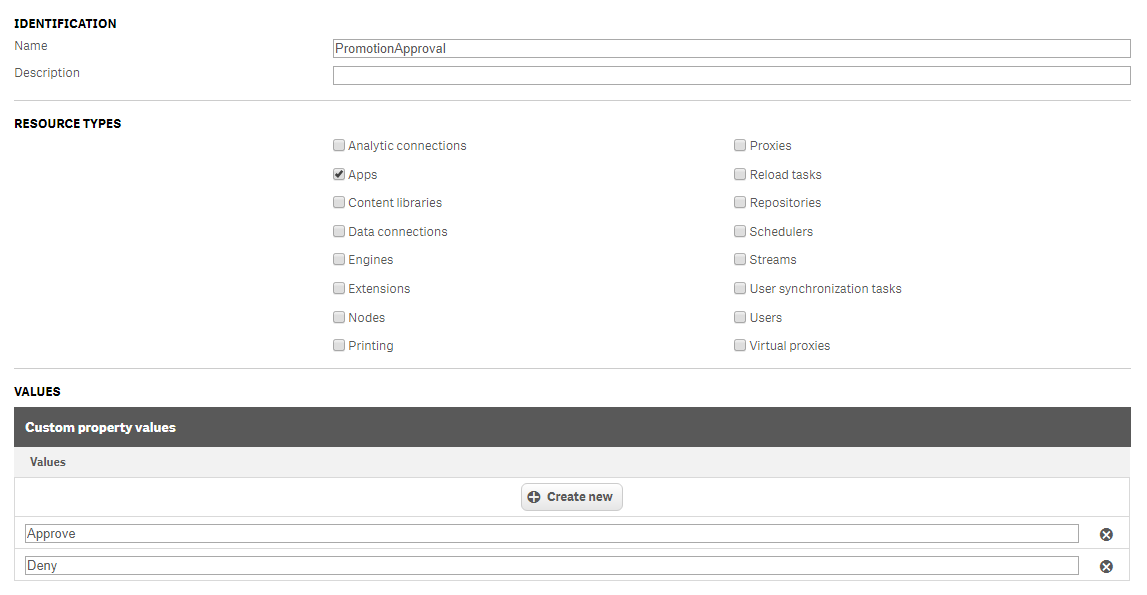 IDENTIFICATION
Name
PromotionApproval
Description
RESOURCE TYPES
Analytic connections
Proxies
Apps
Reload tasks
Content libraries
Repositories
Data connections
Schedulers
Engines
Streams
Extensions
User synchronization tasks
Nodes
Users
Printing
Virtual proxies
VALUES
Custom property values
Values
Create new
Approve
Deny